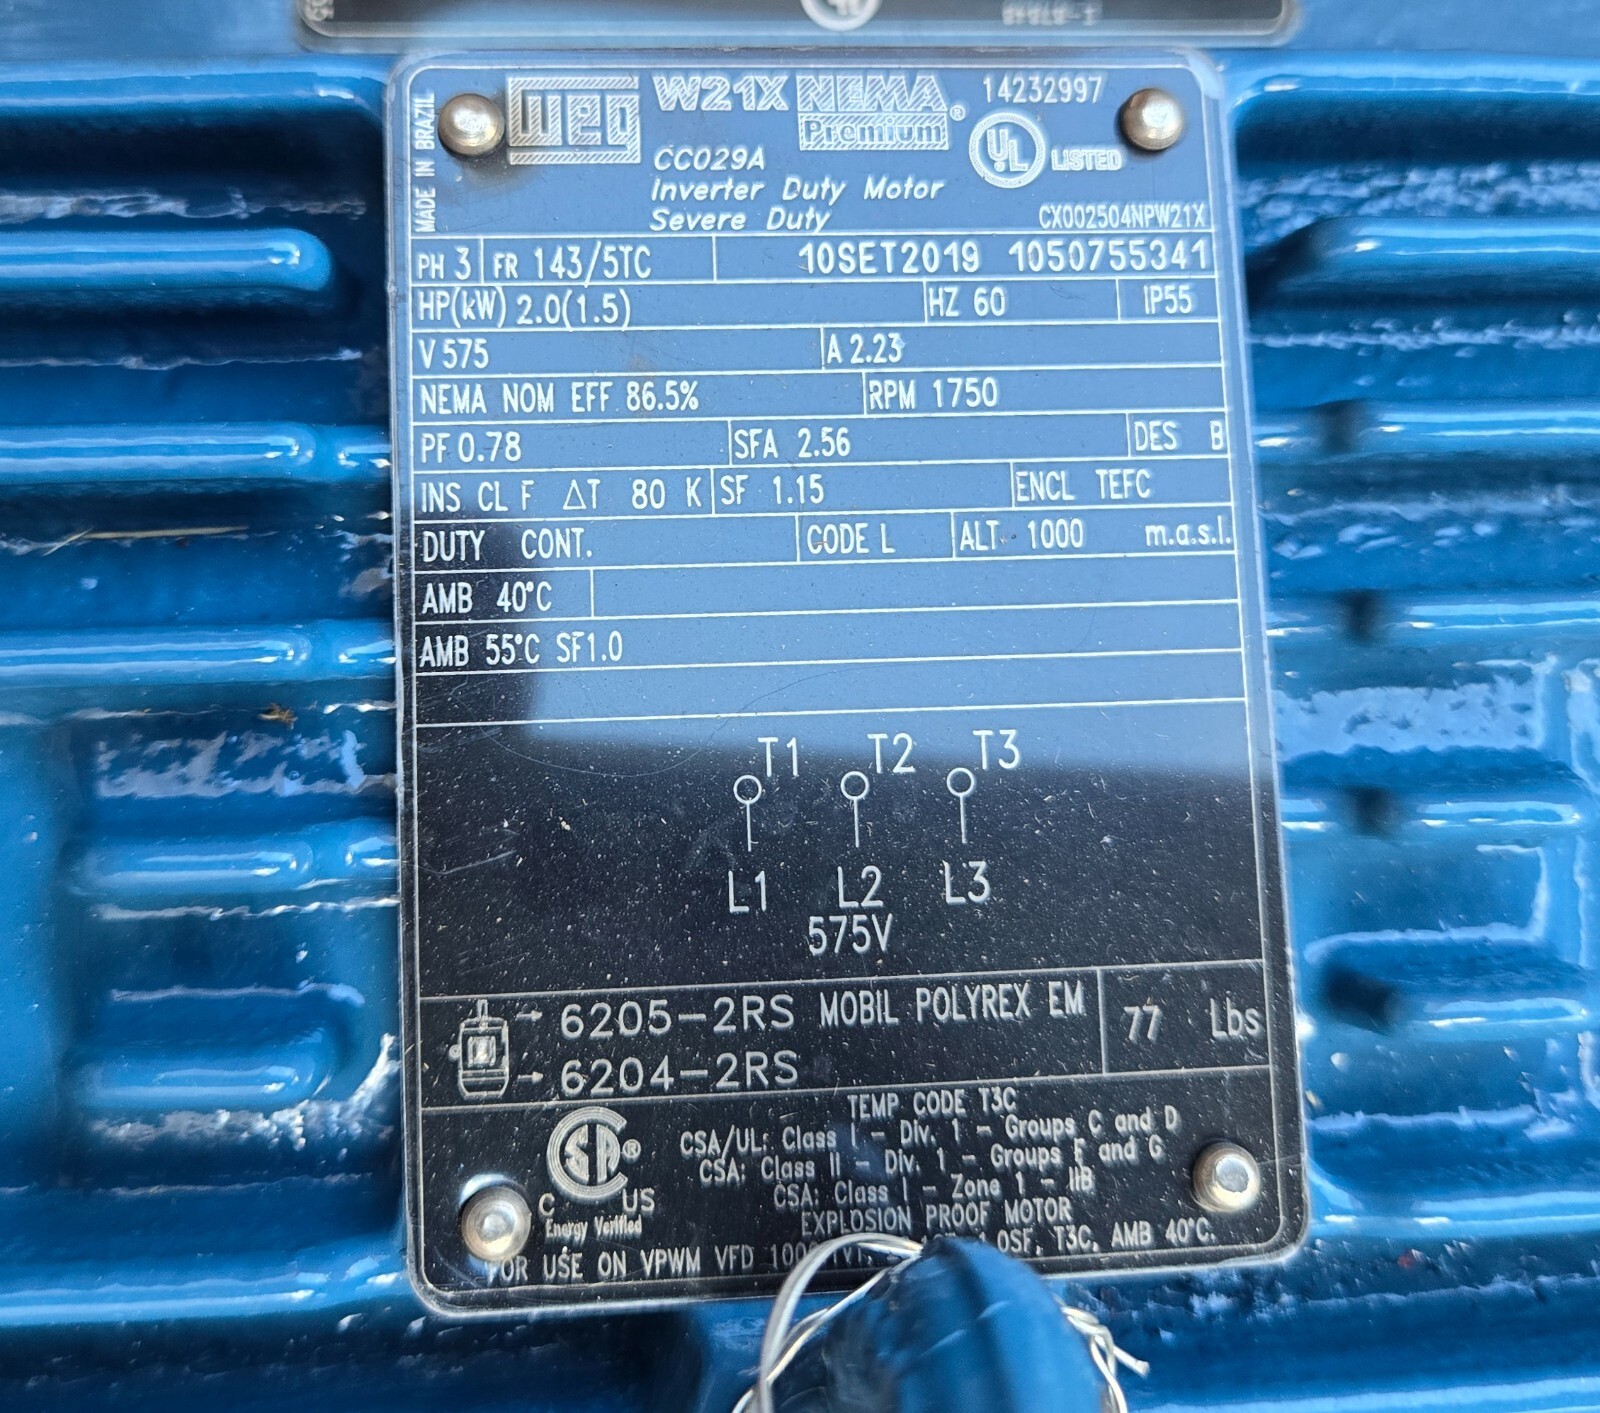 MADE IN BRAZIL
WEG W21X NEMA Premium® 14232997
CC029A UL LISTED
Inverter Duty Motor
Severe Duty CX002504NPW21X
PH 3 FR 143/5TC 10SET2019 1050755341
HP(kW) 2.0(1.5) HZ 60 IP55
V 575 A 2.23
NEMA NOM EFF 86.5% RPM 1750
PF 0.78 SFA 2.56 DES B
INS CL F ΔT 80 K SF 1.15 ENCL TEFC
DUTY CONT. CODE L ALT 1000 m.a.s.l.
AMB 40°C
AMB 55°C SF1.0
T1 T2 T3
L1 L2 L3
575V
6205-2RS MOBIL POLYREX EM 77 Lbs
6204-2RS
TEMP CODE T3C
CSA/UL: Class I - Div. 1 - Groups C and D
CSA: Class II - Div. 1 - Groups F and G
CSA: Class I - Zone 1 - IIB
EXPLOSION PROOF MOTOR
C SA® US
Energy Verified
FOR USE ON VPWM VFD SF, T3C, AMB 40°C.